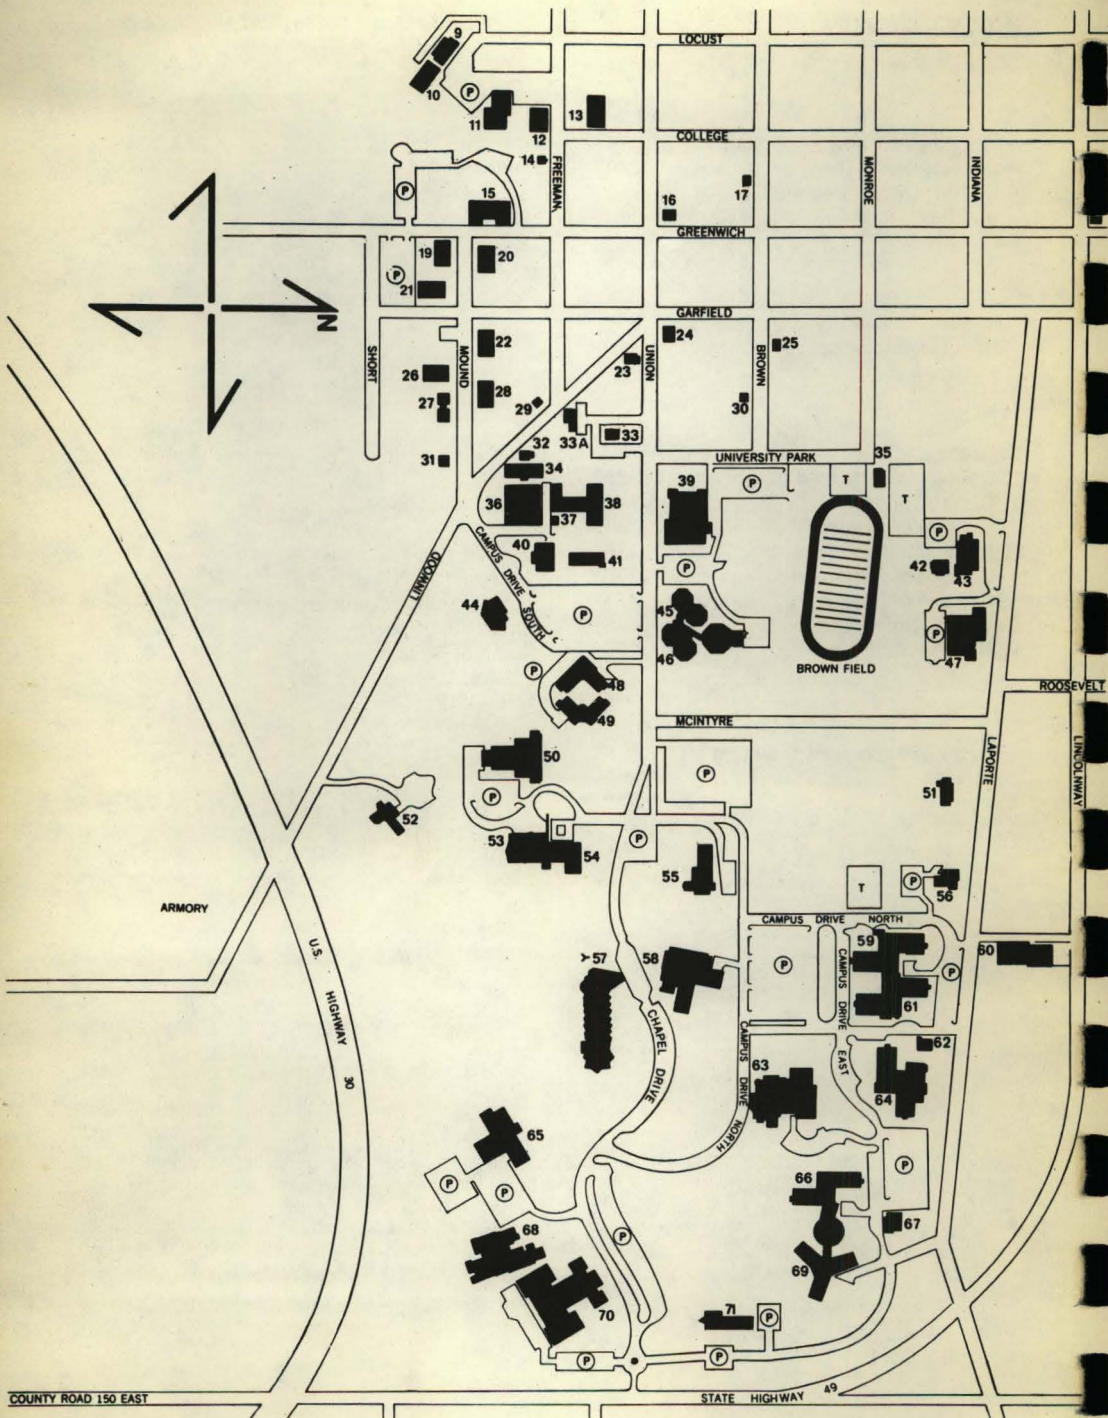 9
LOCUST
10
P
11
12
13
COLLEGE
14
FREEMAN
MONROE
INDIANA
P
15
16
17
GREENWICH
19
20
P
21
N
GARFIELD
SHORT
MOUND
22
23
UNION
24
BROWN
25
26
27
28
29
30
33A
33
32
31
34
UNIVERSITY PARK
35
36
37
38
39
P
T
T
P
40
41
42
43
CAMPUS DRIVE SOUTH
LINWOOD
P
44
P
45
46
P
47
BROWN FIELD
P
48
49
ROOSEVELT
MCINTYRE
LAPORTE
LINCOLNWAY
50
P
P
51
52
53
54
P
55
T
P
56
ARMORY
CAMPUS DRIVE NORTH
U.S. HIGHWAY 30
57
58
P
CAMPUS DRIVE EAST
59
P
60
61
CHAPEL DRIVE
CAMPUS DRIVE NORTH
62
63
64
65
P
P
P
66
67
P
68
69
70
71
P
P
P
COUNTY ROAD 150 EAST
STATE HIGHWAY 49